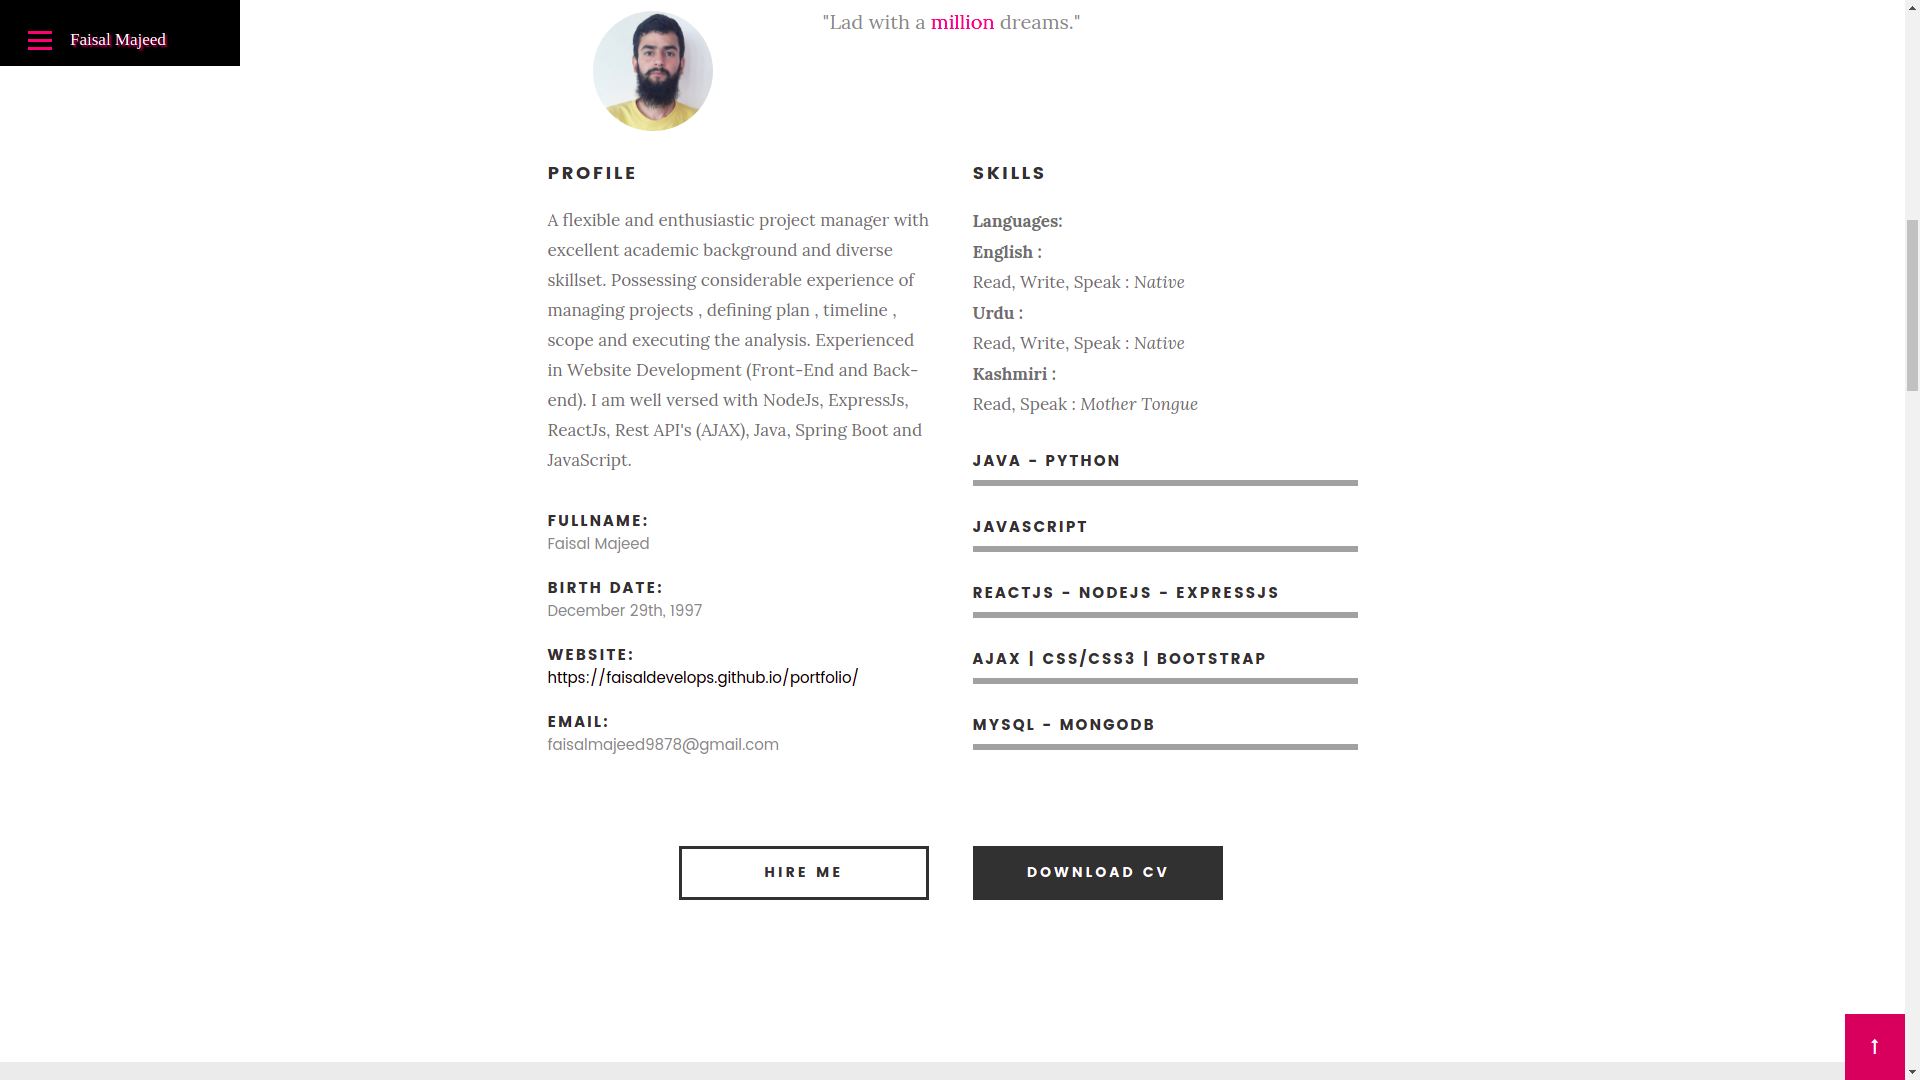 Faisal Majeed
"Lad with a million dreams."
PROFILE
A flexible and enthusiastic project manager with
excellent academic background and diverse
skillset. Possessing considerable experience of
managing projects , defining plan , timeline ,
scope and executing the analysis. Experienced
in Website Development (Front-End and Back-
end). I am well versed with NodeJs, ExpressJs,
ReactJs, Rest API's (AJAX), Java, Spring Boot and
JavaScript.
FULLNAME:
Faisal Majeed
BIRTH DATE:
December 29th, 1997
WEBSITE:
https://faisaldevelops.github.io/portfolio/
EMAIL:
faisalmajeed9878@gmail.com
SKILLS
Languages:
English :
Read, Write, Speak : Native
Urdu :
Read, Write, Speak : Native
Kashmiri :
Read, Speak : Mother Tongue
JAVA - PYTHON
JAVASCRIPT
REACTJS - NODEJS - EXPRESSJS
AJAX | CSS/CSS3 | BOOTSTRAP
MYSQL - MONGODB
HIRE ME
DOWNLOAD CV